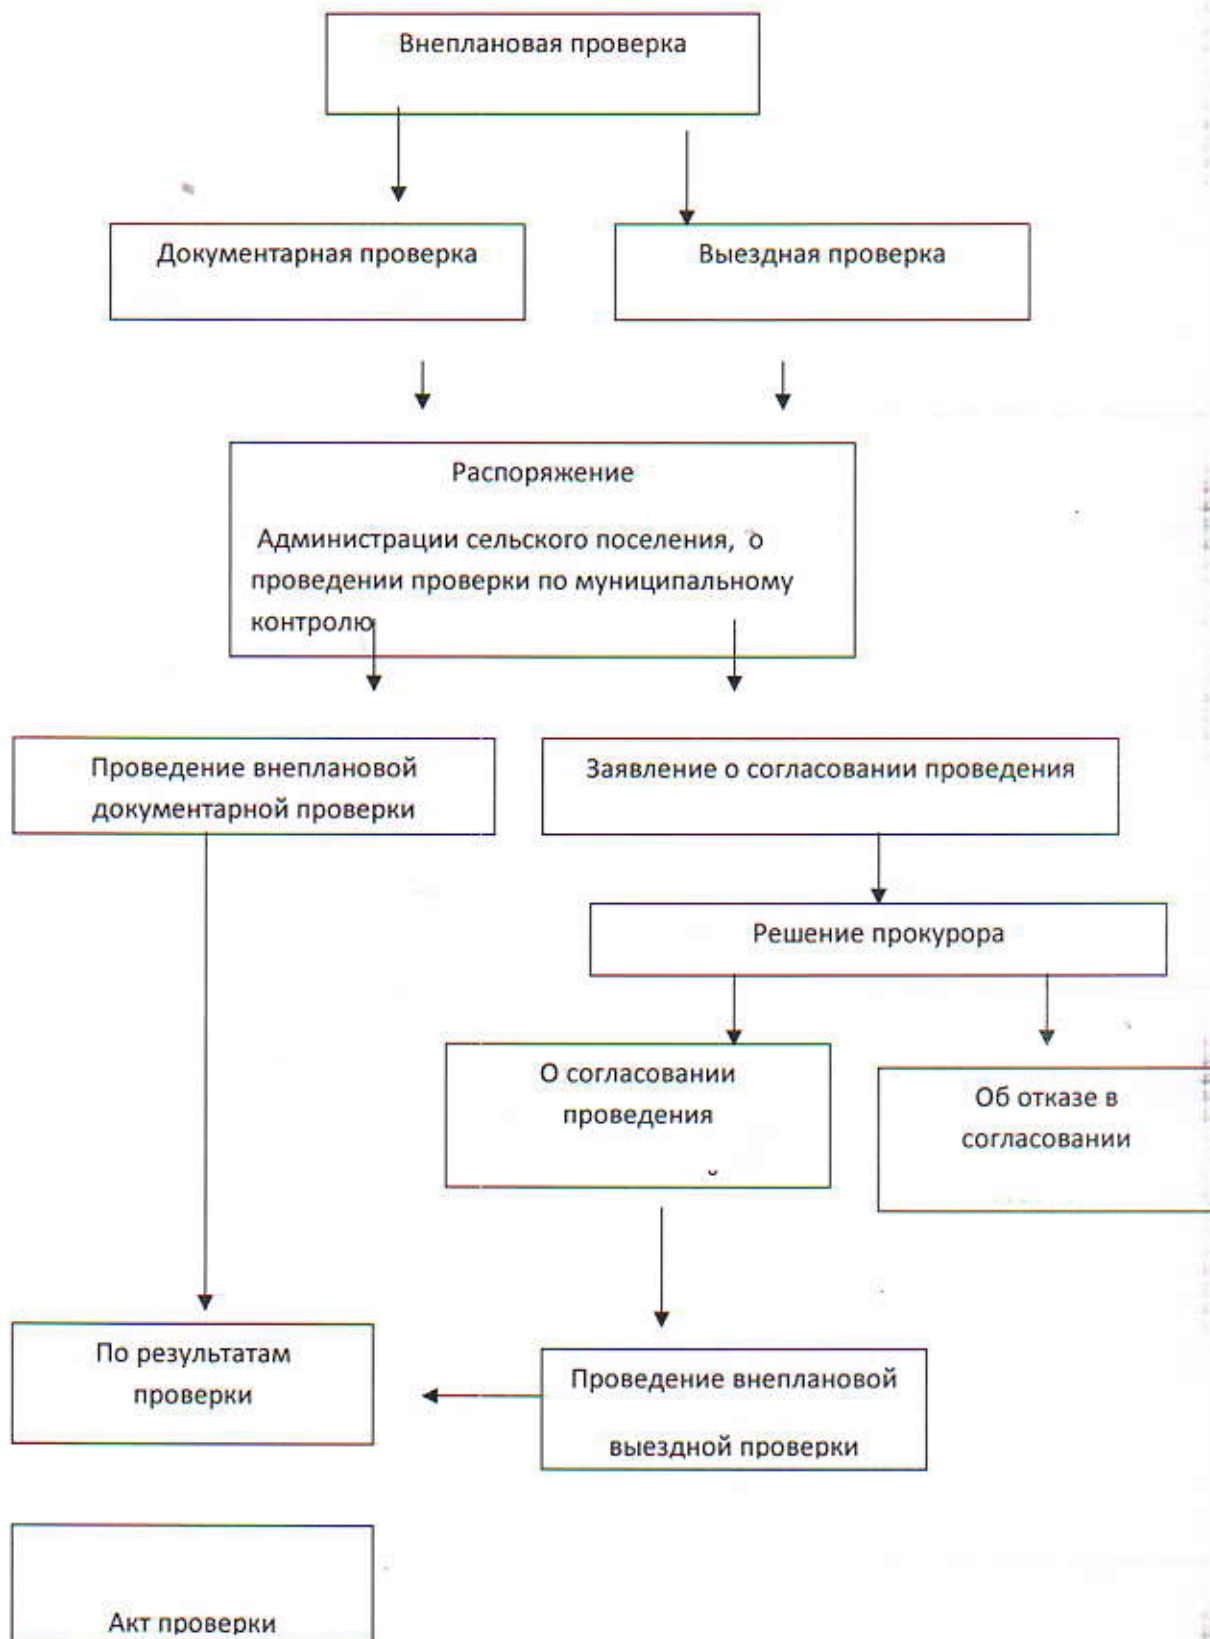 Внеплановая проверка
Документарная проверка
Выездная проверка
Распоряжение
Администрации сельского поселения, о
проведении проверки по муниципальному
контролю
Проведение внеплановой
документарной проверки
Заявление о согласовании проведения
Решение прокурора
О согласовании
проведения
Об отказе в
согласовании
По результатам
проверки
Проведение внеплановой
выездной проверки
Акт проверки